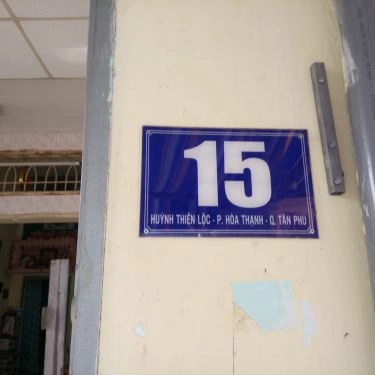 15
HUỲNH THIỆN LỘC - P. HÒA THẠNH - Q. TÂN PHÚ